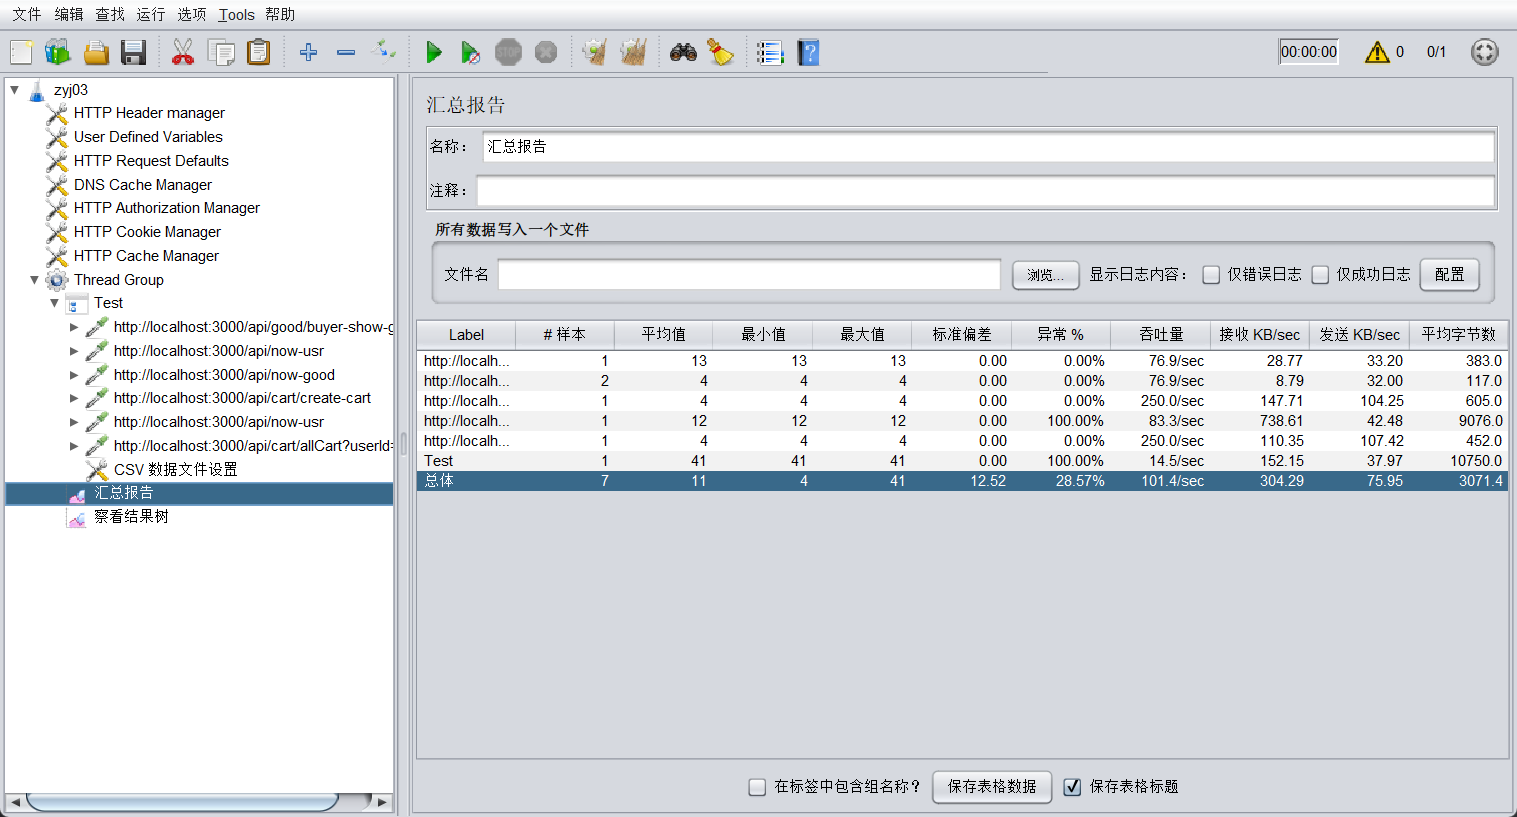 文件 编辑 查找 运行 选项 Tools 帮助
STOP 00:00:00 0 0/1
zyj03
HTTP Header manager
User Defined Variables
HTTP Request Defaults
DNS Cache Manager
HTTP Authorization Manager
HTTP Cookie Manager
HTTP Cache Manager
Thread Group
Test
http://localhost:3000/api/good/buyer-show-g
http://localhost:3000/api/now-usr
http://localhost:3000/api/now-good
http://localhost:3000/api/cart/create-cart
http://localhost:3000/api/now-usr
http://localhost:3000/api/cart/allCart?userId=
CSV 数据文件设置
汇总报告
察看结果树
汇总报告
名称： 汇总报告
注释：
所有数据写入一个文件
文件名 浏览... 显示日志内容： 仅错误日志 仅成功日志 配置
Label # 样本 平均值 最小值 最大值 标准偏差 异常 % 吞吐量 接收 KB/sec 发送 KB/sec 平均字节数
http://localh... 1 13 13 13 0.00 0.00% 76.9/sec 28.77 33.20 383.0
http://localh... 2 4 4 4 0.00 0.00% 76.9/sec 8.79 32.00 117.0
http://localh... 1 4 4 4 0.00 0.00% 250.0/sec 147.71 104.25 605.0
http://localh... 1 12 12 12 0.00 100.00% 83.3/sec 738.61 42.48 9076.0
http://localh... 1 4 4 4 0.00 0.00% 250.0/sec 110.35 107.42 452.0
Test 1 41 41 41 0.00 100.00% 14.5/sec 152.15 37.97 10750.0
总体 7 11 4 41 12.52 28.57% 101.4/sec 304.29 75.95 3071.4
在标签中包含组名称？ 保存表格数据 保存表格标题